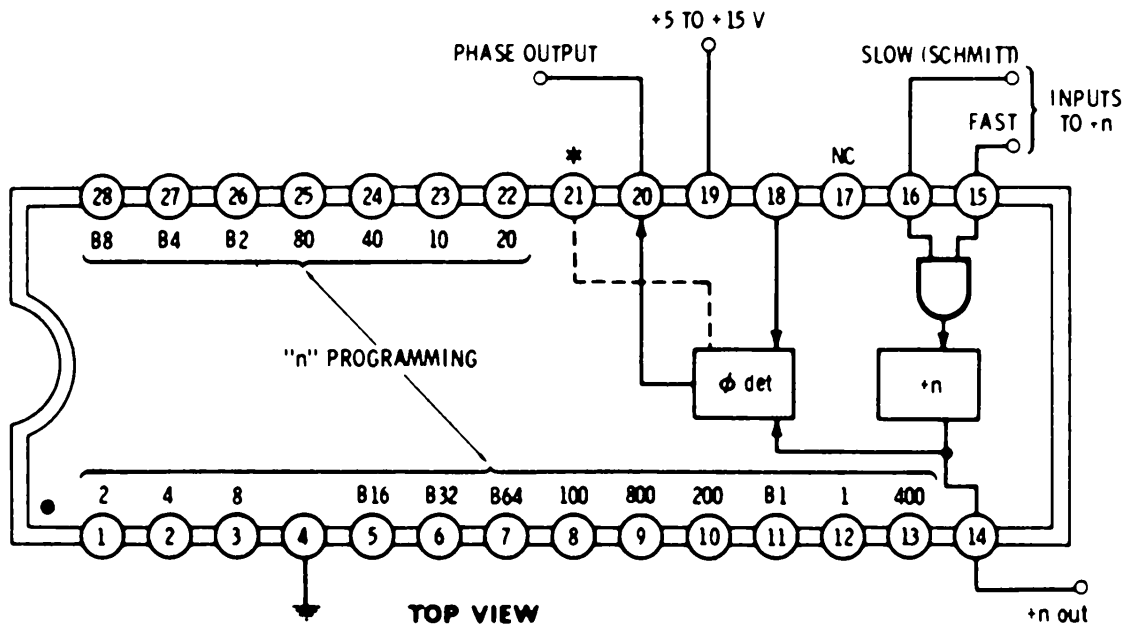 +5 TO +15 V
PHASE OUTPUT
SLOW (SCHMITT)
INPUTS
TO ÷n
FAST
*
NC
28 27 26 25 24 23 22 21 20 19 18 17 16 15
B8 B4 B2 80 40 10 20
"n" PROGRAMMING
ϕ det
÷n
2 4 8 B16 B32 B64 100 800 200 B1 1 400
1 2 3 4 5 6 7 8 9 10 11 12 13 14
TOP VIEW
÷n out